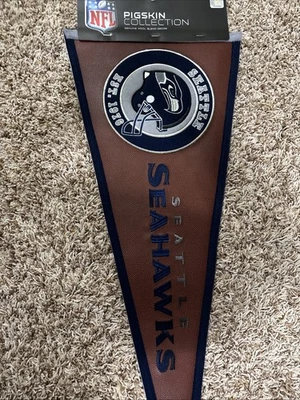 NFL
PIGSKIN
COLLECTION
SEATTLE
EST. 1976
SEATTLE
SEAHAWKS